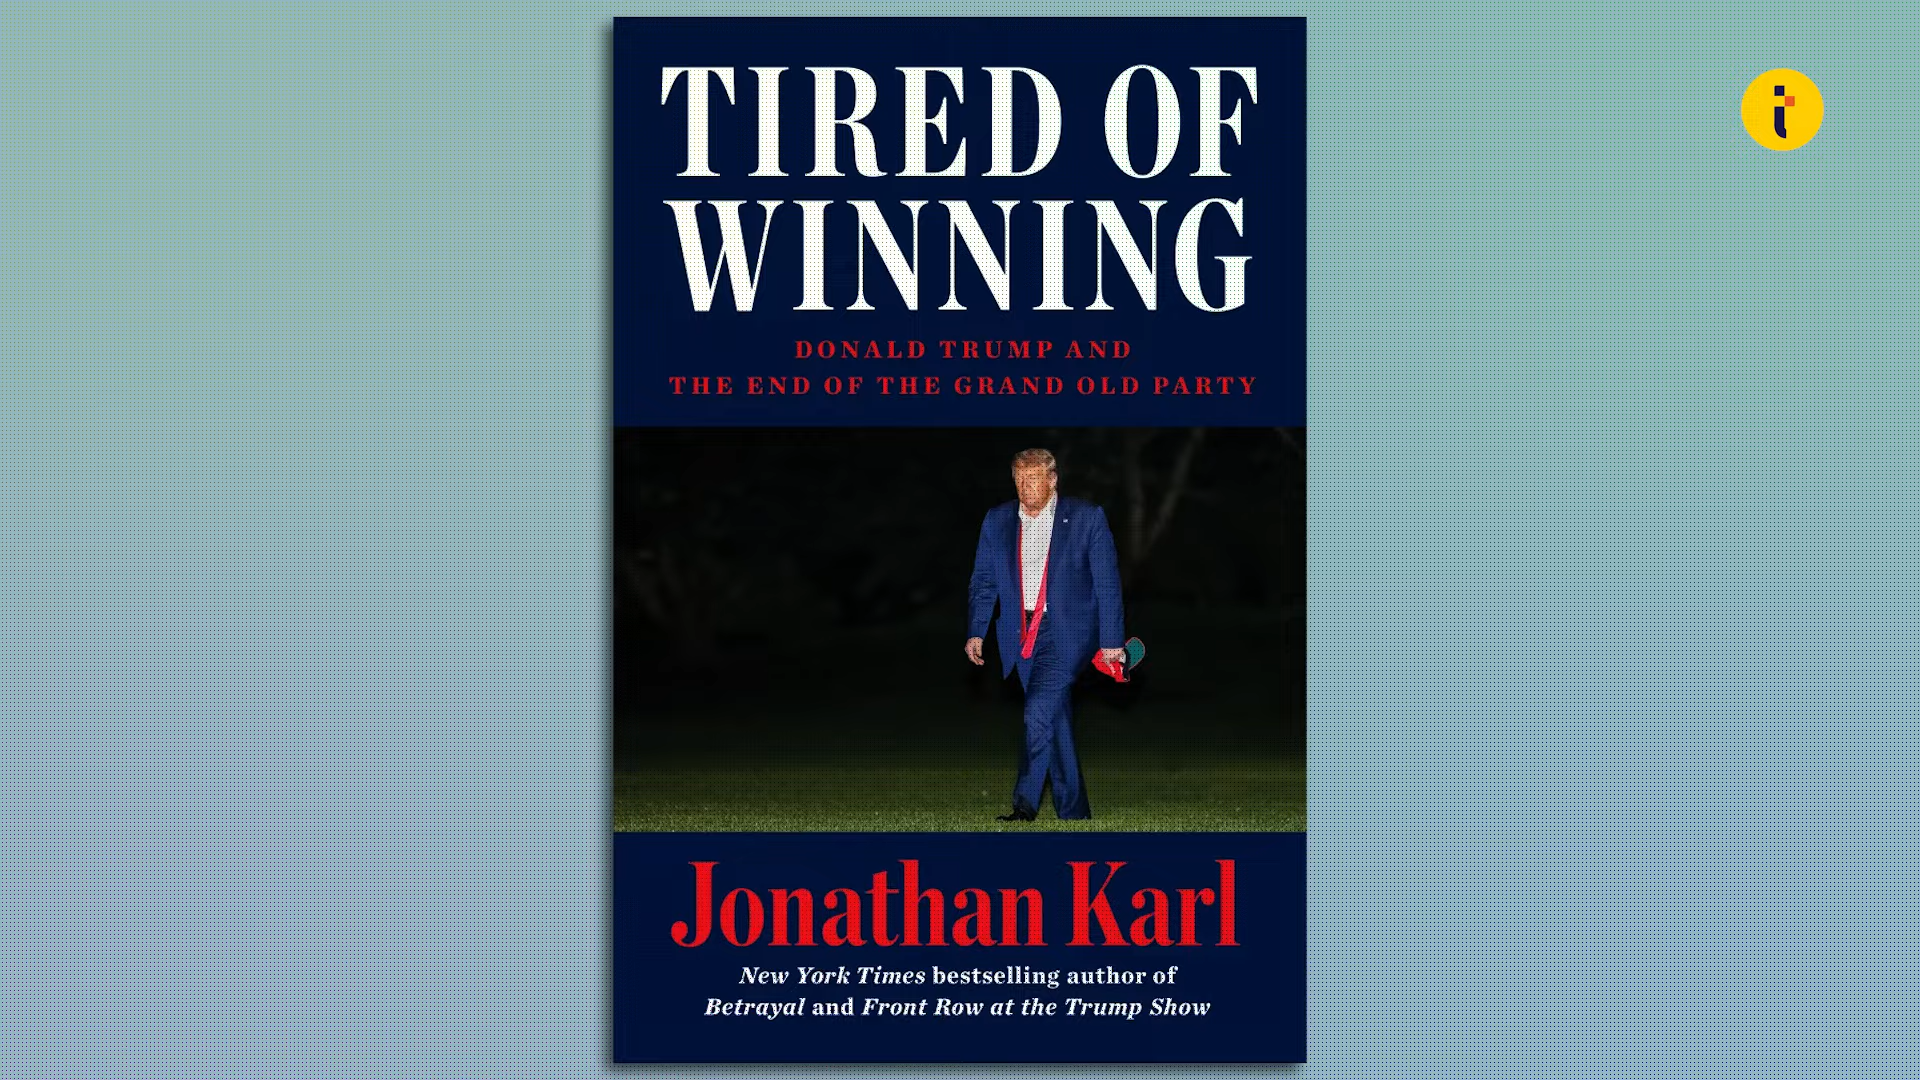 TIRED OF
WINNING
DONALD TRUMP AND
THE END OF THE GRAND OLD PARTY
Jonathan Karl
New York Times bestselling author of
Betrayal and Front Row at the Trump Show